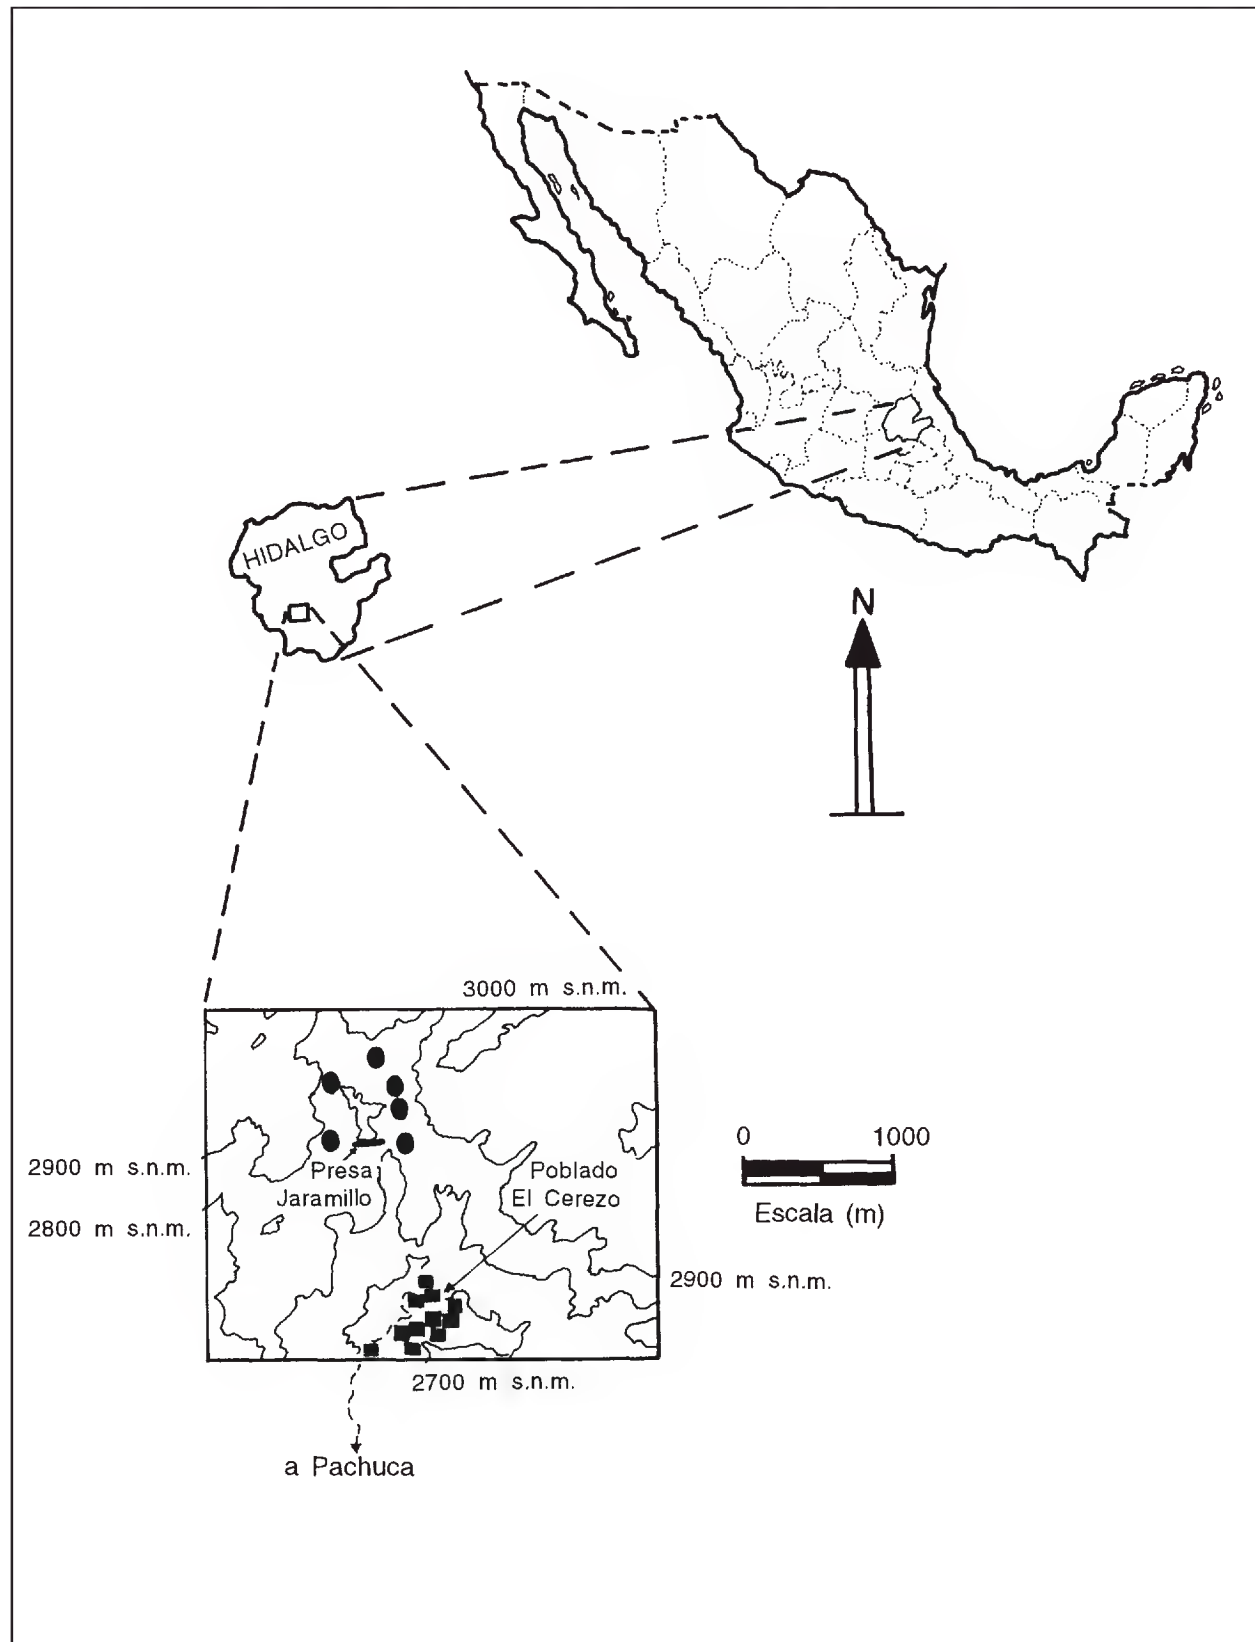 HIDALGO
N
3000 m s.n.m.
0 1000
Escala (m)
2900 m s.n.m.
Presa
Jaramillo
Poblado
El Cerezo
2800 m s.n.m.
2900 m s.n.m.
2700 m s.n.m.
a Pachuca